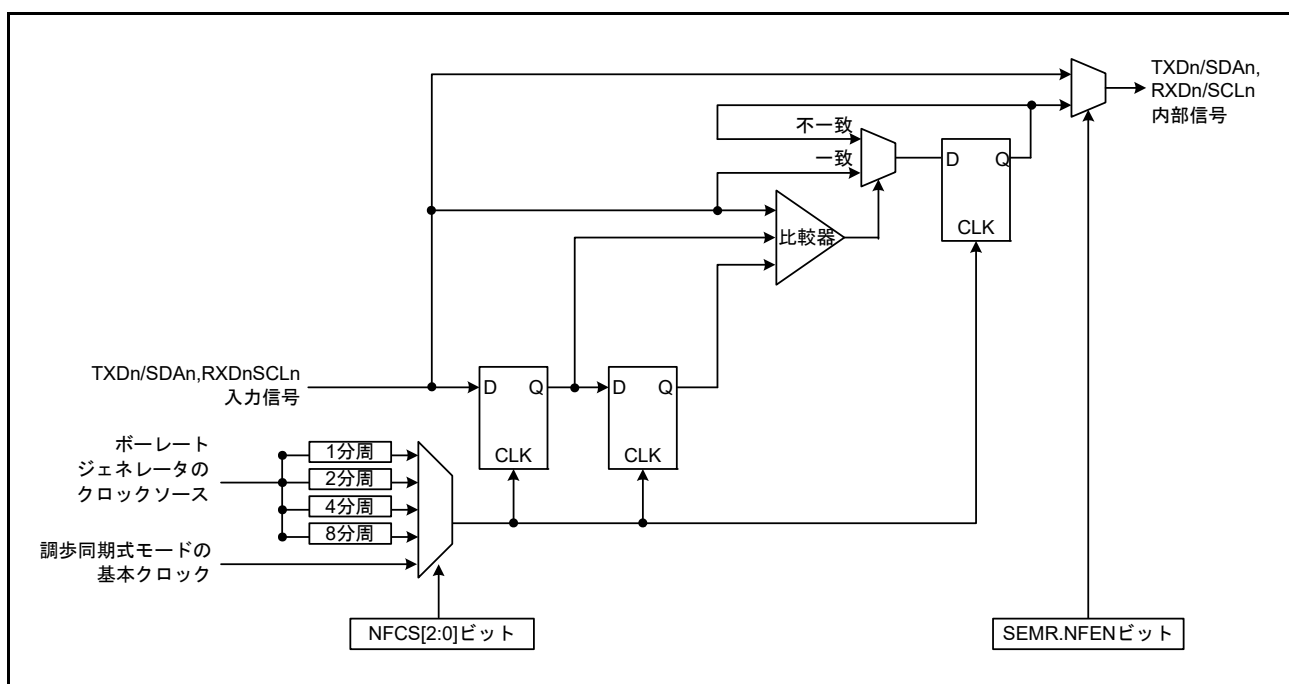 TXDn/SDAn,
RXDn/SCLn
内部信号
不一致
一致
D
Q
CLK
比較器
TXDn/SDAn,RXDnSCLn
入力信号
D
Q
CLK
D
Q
CLK
ボーレート
ジェネレータの
クロックソース
1分周
2分周
4分周
8分周
調歩同期式モードの
基本クロック
NFCS[2:0]ビット
SEMR.NFENビット